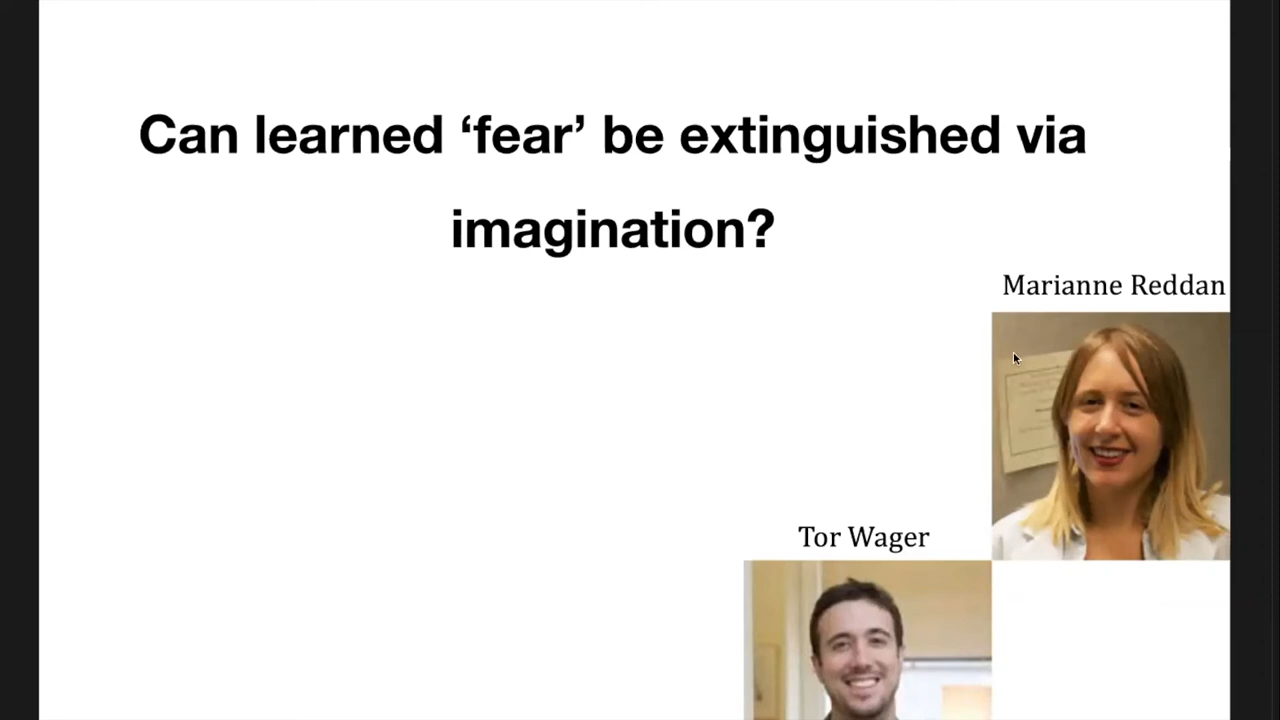 Can learned ‘fear’ be extinguished via
imagination?
Marianne Reddan
Tor Wager